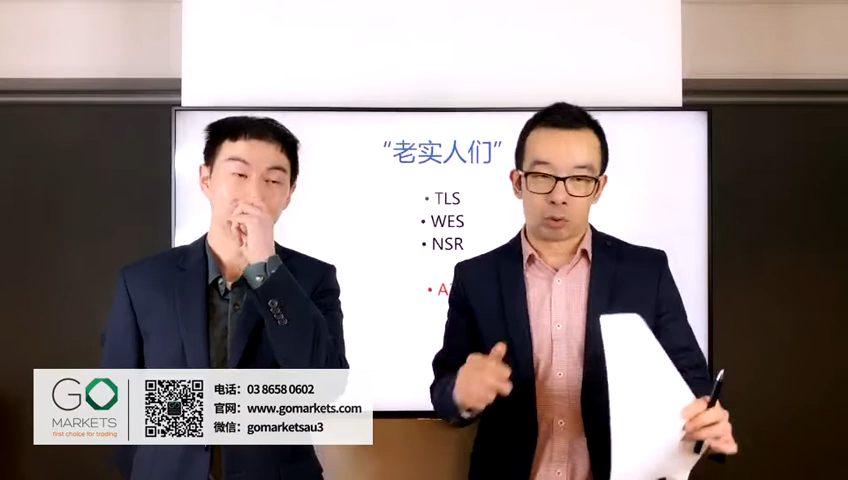 “老实人们”
• TLS
• WES
• NSR
• A
GO
MARKETS
first choice for trading
电话：03 8658 0602
官网：www.gomarkets.com
微信：gomarketsau3